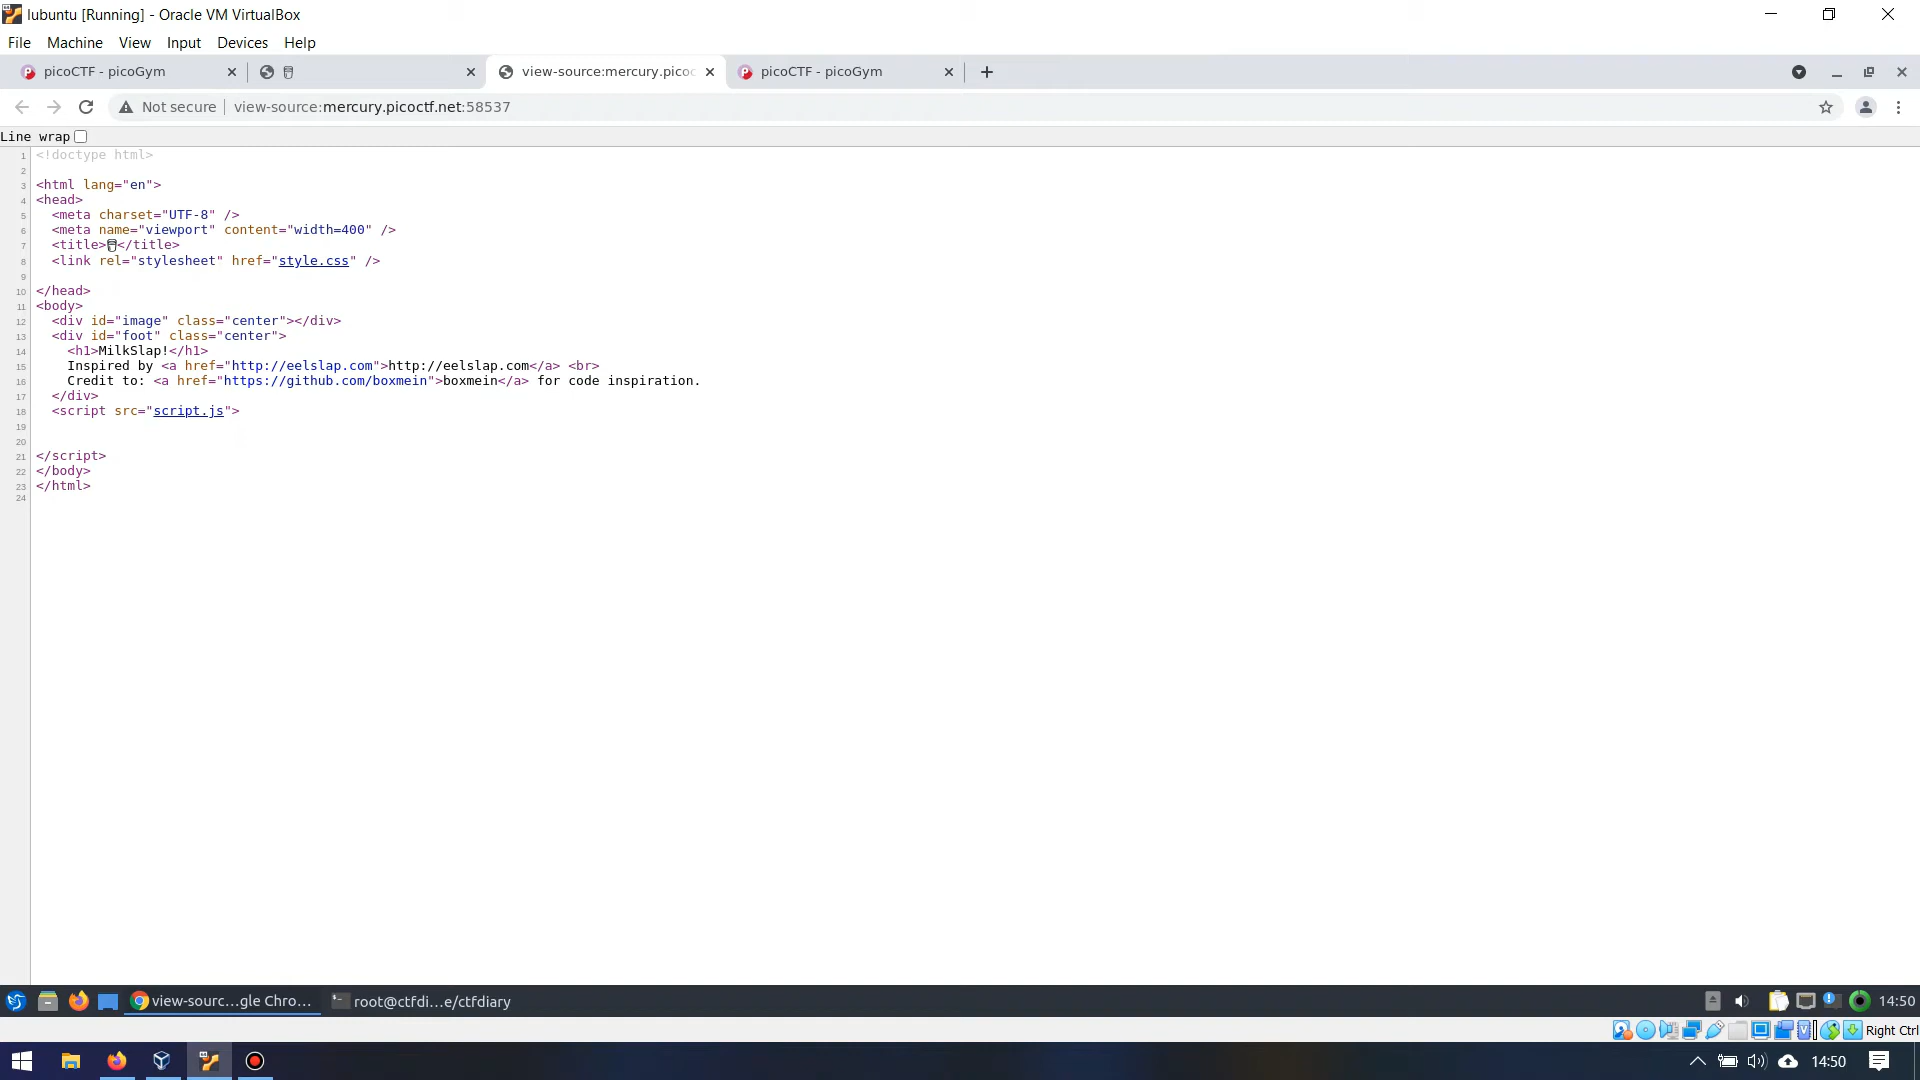 lubuntu [Running] - Oracle VM VirtualBox
File Machine View Input Devices Help
picoCTF - picoGym
view-source:mercury.picoc
picoCTF - picoGym
Not secure view-source:mercury.picoctf.net:58537
Line wrap
1 <!doctype html>
2
3 <html lang="en">
4 <head>
5 <meta charset="UTF-8" />
6 <meta name="viewport" content="width=400" />
7 <title>🥛</title>
8 <link rel="stylesheet" href="style.css" />
9
10 </head>
11 <body>
12 <div id="image" class="center"></div>
13 <div id="foot" class="center">
14 <h1>MilkSlap!</h1>
15 Inspired by <a href="http://eelslap.com">http://eelslap.com</a> <br>
16 Credit to: <a href="https://github.com/boxmein">boxmein</a> for code inspiration.
17 </div>
18 <script src="script.js">
19
20
21 </script>
22 </body>
23 </html>
24
view-sourc...gle Chro...
root@ctfdi...e/ctfdiary
14:50
Right Ctrl
14:50